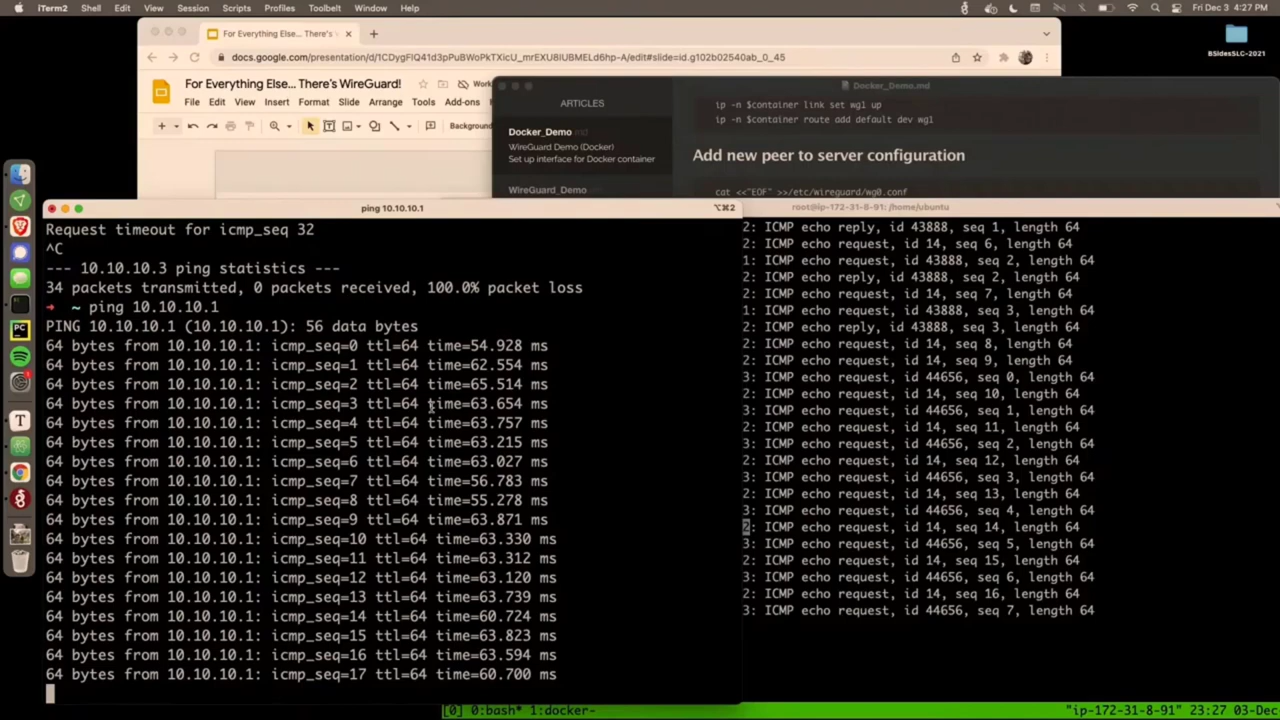 iTerm2 Shell Edit View Session Scripts Profiles Toolbelt Window Help
Fri Dec 3 4:27 PM
For Everything Else... There's v
docs.google.com/presentation/d/1CDygFlQ41d3pPuBWoPkTXicU_mrEXU8IUBMELd6hp-A/edit#slide=id.g102b02540ab_0_45
BSidesSLC-2021
For Everything Else... There's WireGuard!
Work
File Edit View Insert Format Slide Arrange Tools Add-ons
Background
Docker_Demo.md
ARTICLES
Docker_Demo md
WireGuard Demo (Docker)
Set up interface for Docker container
WireGuard_Demo
ip -n $container link set wg1 up
ip -n $container route add default dev wg1
Add new peer to server configuration
cat <<"EOF" >>/etc/wireguard/wg0.conf
ping 10.10.10.1
⌥⌘2
Request timeout for icmp_seq 32
^C
--- 10.10.10.3 ping statistics ---
34 packets transmitted, 0 packets received, 100.0% packet loss
➜ ~ ping 10.10.10.1
PING 10.10.10.1 (10.10.10.1): 56 data bytes
64 bytes from 10.10.10.1: icmp_seq=0 ttl=64 time=54.928 ms
64 bytes from 10.10.10.1: icmp_seq=1 ttl=64 time=62.554 ms
64 bytes from 10.10.10.1: icmp_seq=2 ttl=64 time=65.514 ms
64 bytes from 10.10.10.1: icmp_seq=3 ttl=64 time=63.654 ms
64 bytes from 10.10.10.1: icmp_seq=4 ttl=64 time=63.757 ms
64 bytes from 10.10.10.1: icmp_seq=5 ttl=64 time=63.215 ms
64 bytes from 10.10.10.1: icmp_seq=6 ttl=64 time=63.027 ms
64 bytes from 10.10.10.1: icmp_seq=7 ttl=64 time=56.783 ms
64 bytes from 10.10.10.1: icmp_seq=8 ttl=64 time=55.278 ms
64 bytes from 10.10.10.1: icmp_seq=9 ttl=64 time=63.871 ms
64 bytes from 10.10.10.1: icmp_seq=10 ttl=64 time=63.330 ms
64 bytes from 10.10.10.1: icmp_seq=11 ttl=64 time=63.312 ms
64 bytes from 10.10.10.1: icmp_seq=12 ttl=64 time=63.120 ms
64 bytes from 10.10.10.1: icmp_seq=13 ttl=64 time=63.739 ms
64 bytes from 10.10.10.1: icmp_seq=14 ttl=64 time=60.724 ms
64 bytes from 10.10.10.1: icmp_seq=15 ttl=64 time=63.823 ms
64 bytes from 10.10.10.1: icmp_seq=16 ttl=64 time=63.594 ms
64 bytes from 10.10.10.1: icmp_seq=17 ttl=64 time=60.700 ms
root@ip-172-31-8-91: /home/ubuntu
2: ICMP echo reply, id 43888, seq 1, length 64
2: ICMP echo request, id 14, seq 6, length 64
1: ICMP echo request, id 43888, seq 2, length 64
2: ICMP echo reply, id 43888, seq 2, length 64
2: ICMP echo request, id 14, seq 7, length 64
1: ICMP echo request, id 43888, seq 3, length 64
2: ICMP echo reply, id 43888, seq 3, length 64
2: ICMP echo request, id 14, seq 8, length 64
2: ICMP echo request, id 14, seq 9, length 64
3: ICMP echo request, id 44656, seq 0, length 64
2: ICMP echo request, id 14, seq 10, length 64
3: ICMP echo request, id 44656, seq 1, length 64
2: ICMP echo request, id 14, seq 11, length 64
3: ICMP echo request, id 44656, seq 2, length 64
2: ICMP echo request, id 14, seq 12, length 64
3: ICMP echo request, id 44656, seq 3, length 64
2: ICMP echo request, id 14, seq 13, length 64
3: ICMP echo request, id 44656, seq 4, length 64
2: ICMP echo request, id 14, seq 14, length 64
3: ICMP echo request, id 44656, seq 5, length 64
2: ICMP echo request, id 14, seq 15, length 64
3: ICMP echo request, id 44656, seq 6, length 64
2: ICMP echo request, id 14, seq 16, length 64
3: ICMP echo request, id 44656, seq 7, length 64
[0] 0:bash* 1:docker-
"ip-172-31-8-91" 23:27 03-Dec